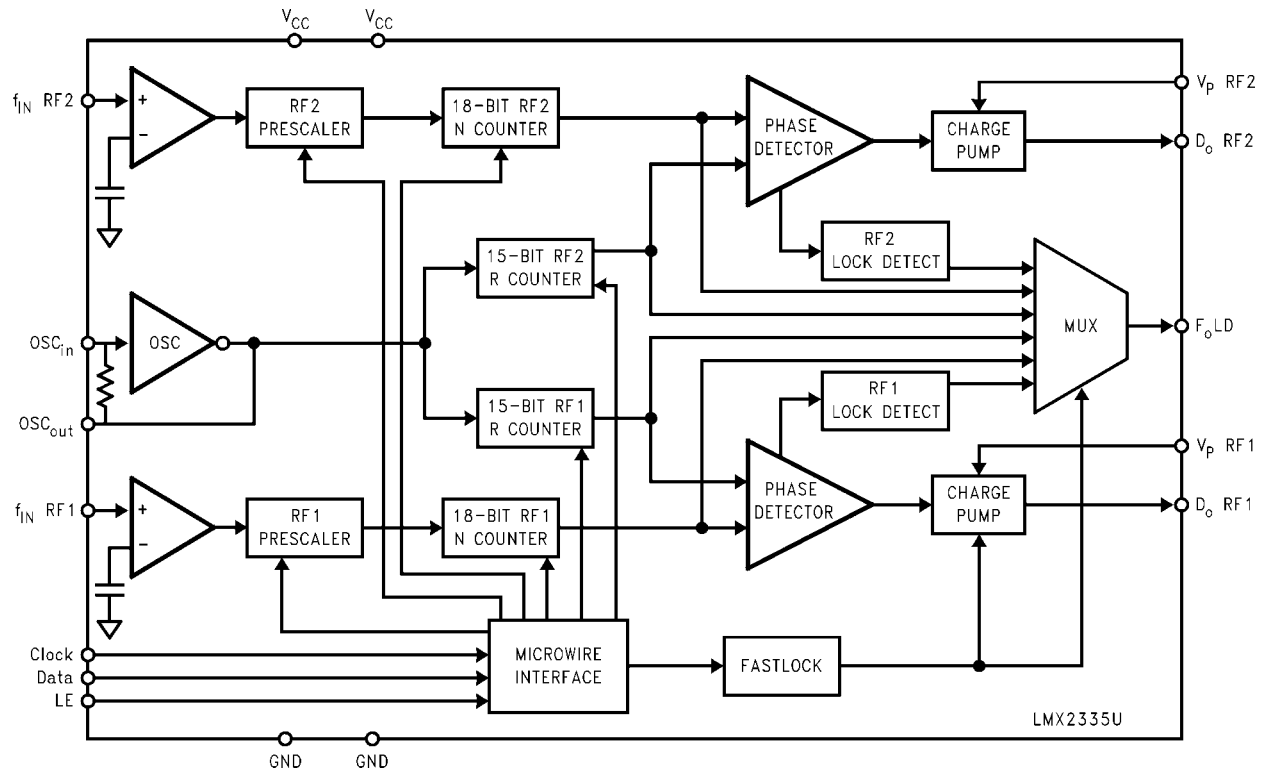 VCC
VCC
fIN RF2
+
−
RF2
PRESCALER
18-BIT RF2
N COUNTER
PHASE
DETECTOR
CHARGE
PUMP
VP RF2
Do RF2
RF2
LOCK DETECT
15-BIT RF2
R COUNTER
OSCin
OSC
OSCout
MUX
FoLD
15-BIT RF1
R COUNTER
RF1
LOCK DETECT
VP RF1
fIN RF1
+
−
RF1
PRESCALER
18-BIT RF1
N COUNTER
PHASE
DETECTOR
CHARGE
PUMP
Do RF1
Clock
Data
LE
MICROWIRE
INTERFACE
FASTLOCK
LMX2335U
GND
GND